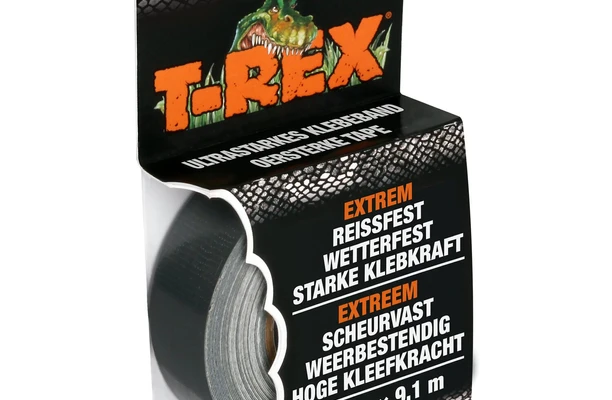 T-REX®
ULTRASTARKES KLEBEBAND
OERSTERKE TAPE
EXTREM
REISSFEST
WETTERFEST
STARKE KLEBKRAFT
EXTREEM
SCHEURVAST
WEERBESTENDIG
HOGE KLEEFKRACHT
9,1 m